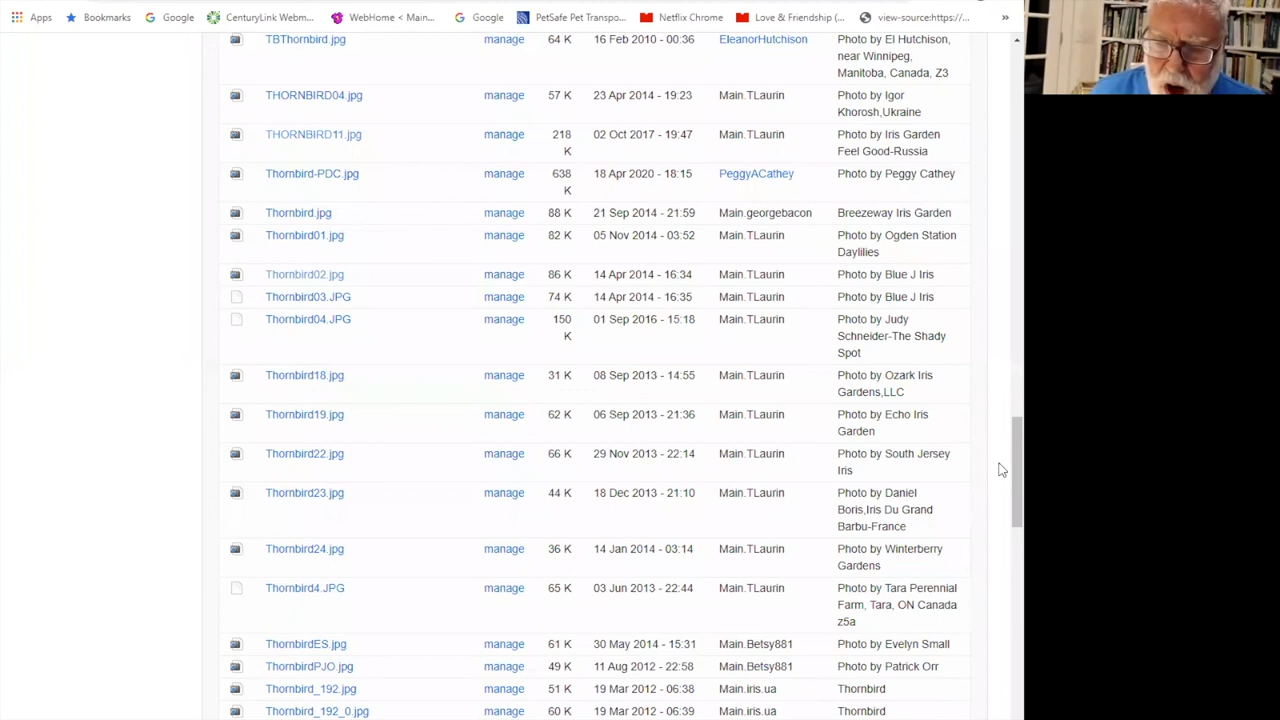 Apps Bookmarks Google CenturyLink Webm... WebHome < Main... Google PetSafe Pet Transpo... Netflix Chrome Love & Friendship (... view-source:https://... »
TBThornbird.jpg manage 64 K 16 Feb 2010 - 00:36 EleanorHutchison Photo by El Hutchison,
near Winnipeg,
Manitoba, Canada, Z3
THORNBIRD04.jpg manage 57 K 23 Apr 2014 - 19:23 Main.TLaurin Photo by Igor
Khorosh,Ukraine
THORNBIRD11.jpg manage 218 02 Oct 2017 - 19:47 Main.TLaurin Photo by Iris Garden
K Feel Good-Russia
Thornbird-PDC.jpg manage 638 18 Apr 2020 - 18:15 PeggyACathey Photo by Peggy Cathey
K
Thornbird.jpg manage 88 K 21 Sep 2014 - 21:59 Main.georgebacon Breezeway Iris Garden
Thornbird01.jpg manage 82 K 05 Nov 2014 - 03:52 Main.TLaurin Photo by Ogden Station
Daylilies
Thornbird02.jpg manage 86 K 14 Apr 2014 - 16:34 Main.TLaurin Photo by Blue J Iris
Thornbird03.JPG manage 74 K 14 Apr 2014 - 16:35 Main.TLaurin Photo by Blue J Iris
Thornbird04.JPG manage 150 01 Sep 2016 - 15:18 Main.TLaurin Photo by Judy
K Schneider-The Shady
Spot
Thornbird18.jpg manage 31 K 08 Sep 2013 - 14:55 Main.TLaurin Photo by Ozark Iris
Gardens,LLC
Thornbird19.jpg manage 62 K 06 Sep 2013 - 21:36 Main.TLaurin Photo by Echo Iris
Garden
Thornbird22.jpg manage 66 K 29 Nov 2013 - 22:14 Main.TLaurin Photo by South Jersey
Iris
Thornbird23.jpg manage 44 K 18 Dec 2013 - 21:10 Main.TLaurin Photo by Daniel
Boris,Iris Du Grand
Barbu-France
Thornbird24.jpg manage 36 K 14 Jan 2014 - 03:14 Main.TLaurin Photo by Winterberry
Gardens
Thornbird4.JPG manage 65 K 03 Jun 2013 - 22:44 Main.TLaurin Photo by Tara Perennial
Farm, Tara, ON Canada
z5a
ThornbirdES.jpg manage 61 K 30 May 2014 - 15:31 Main.Betsy881 Photo by Evelyn Small
ThornbirdPJO.jpg manage 49 K 11 Aug 2012 - 22:58 Main.Betsy881 Photo by Patrick Orr
Thornbird_192.jpg manage 51 K 19 Mar 2012 - 06:38 Main.iris.ua Thornbird
Thornbird_192_0.jpg manage 60 K 19 Mar 2012 - 06:39 Main.iris.ua Thornbird